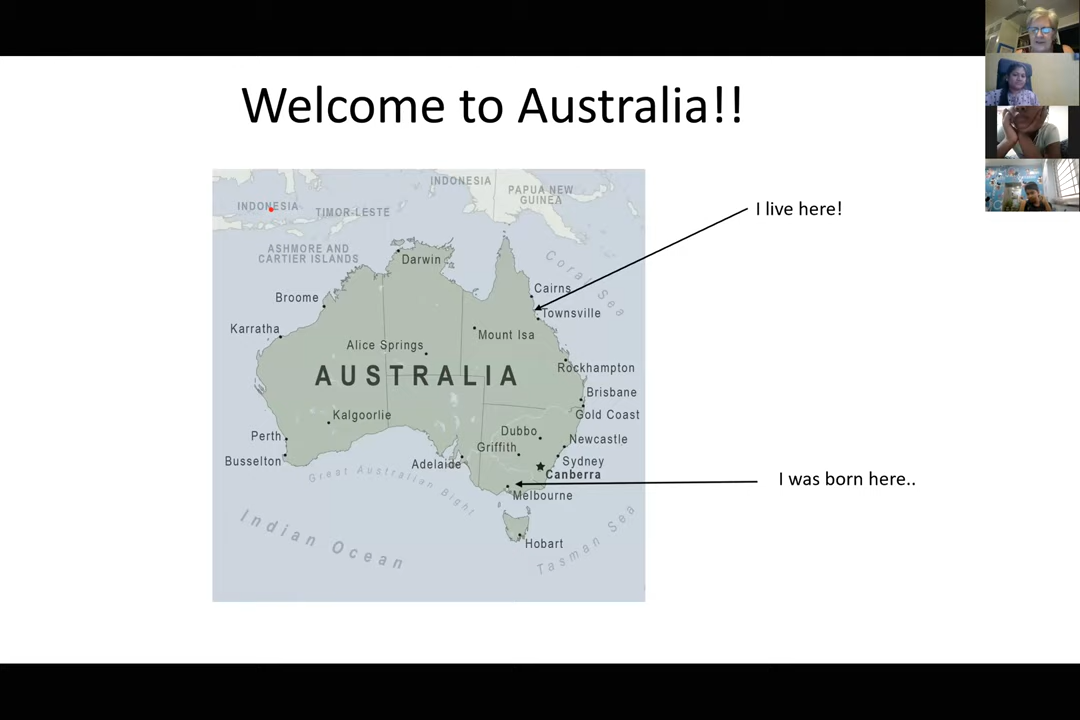 Welcome to Australia!!
INDONESIA
PAPUA NEW
GUINEA
INDONESIA
TIMOR-LESTE
I live here!
ASHMORE AND
CARTIER ISLANDS
Darwin
Coral Sea
Cairns
Broome
Townsville
Karratha
Mount Isa
Alice Springs
Rockhampton
AUSTRALIA
Brisbane
Kalgoorlie
Gold Coast
Dubbo
Perth
Newcastle
Griffith
Busselton
Adelaide
Sydney
Canberra
Great Australian Bight
I was born here..
Melbourne
Indian Ocean
Hobart
Tasman Sea